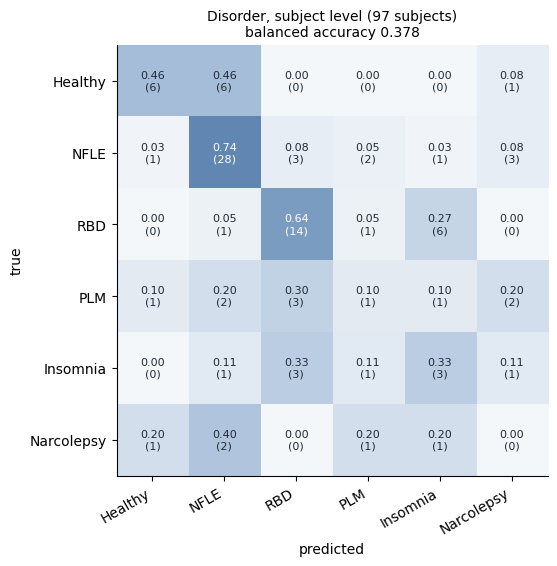 Disorder, subject level (97 subjects)
balanced accuracy 0.378
Healthy 0.46 0.46 0.00 0.00 0.00 0.08
(6) (6) (0) (0) (0) (1)
NFLE 0.03 0.74 0.08 0.05 0.03 0.08
(1) (28) (3) (2) (1) (3)
RBD 0.00 0.05 0.64 0.05 0.27 0.00
(0) (1) (14) (1) (6) (0)
PLM 0.10 0.20 0.30 0.10 0.10 0.20
(1) (2) (3) (1) (1) (2)
Insomnia 0.00 0.11 0.33 0.11 0.33 0.11
(0) (1) (3) (1) (3) (1)
Narcolepsy 0.20 0.40 0.00 0.20 0.20 0.00
(1) (2) (0) (1) (1) (0)
true
Healthy NFLE RBD PLM Insomnia Narcolepsy
predicted